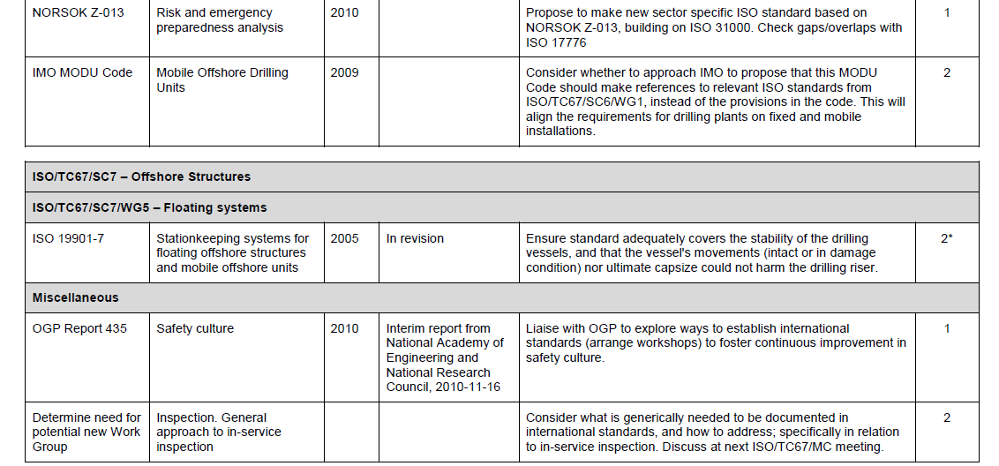 NORSOK Z-013
Risk and emergency
preparedness analysis
2010
Propose to make new sector specific ISO standard based on
NORSOK Z-013, building on ISO 31000. Check gaps/overlaps with
ISO 17776
1
IMO MODU Code
Mobile Offshore Drilling
Units
2009
Consider whether to approach IMO to propose that this MODU
Code should make references to relevant ISO standards from
ISO/TC67/SC6/WG1, instead of the provisions in the code. This will
align the requirements for drilling plants on fixed and mobile
installations.
2
ISO/TC67/SC7 – Offshore Structures
ISO/TC67/SC7/WG5 – Floating systems
ISO 19901-7
Stationkeeping systems for
floating offshore structures
and mobile offshore units
2005
In revision
Ensure standard adequately covers the stability of the drilling
vessels, and that the vessel's movements (intact or in damage
condition) nor ultimate capsize could not harm the drilling riser.
2*
Miscellaneous
OGP Report 435
Safety culture
2010
Interim report from
National Academy of
Engineering and
National Research
Council, 2010-11-16
Liaise with OGP to explore ways to establish international
standards (arrange workshops) to foster continuous improvement in
safety culture.
1
Determine need for
potential new Work
Group
Inspection. General
approach to in-service
inspection
Consider what is generically needed to be documented in
international standards, and how to address; specifically in relation
to in-service inspection. Discuss at next ISO/TC67/MC meeting.
2